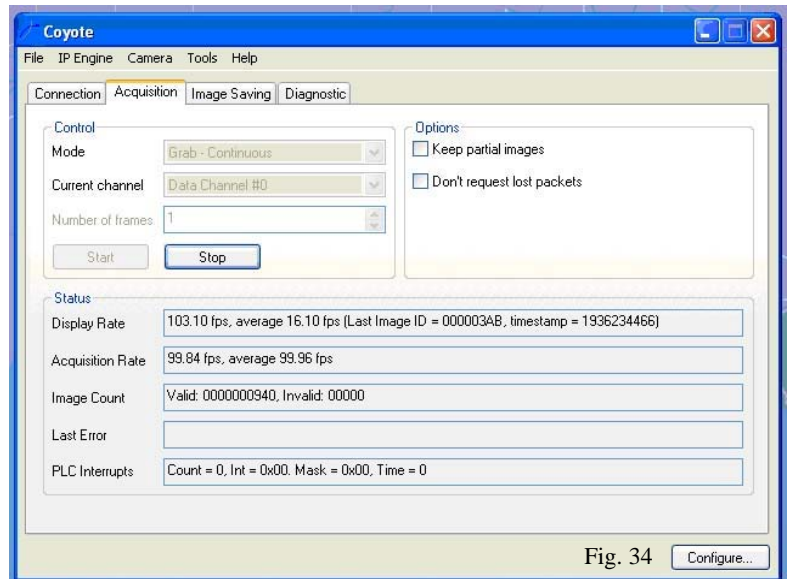 Coyote
File IP Engine Camera Tools Help
Connection Acquisition Image Saving Diagnostic
Control
Mode Grab - Continuous
Current channel Data Channel #0
Number of frames 1
Start Stop
Options
Keep partial images
Don't request lost packets
Status
Display Rate 103.10 fps, average 16.10 fps (Last Image ID = 000003AB, timestamp = 1936234466)
Acquisition Rate 99.84 fps, average 99.96 fps
Image Count Valid: 0000000940, Invalid: 00000
Last Error
PLC Interrupts Count = 0, Int = 0x00. Mask = 0x00, Time = 0
Fig. 34 Configure...